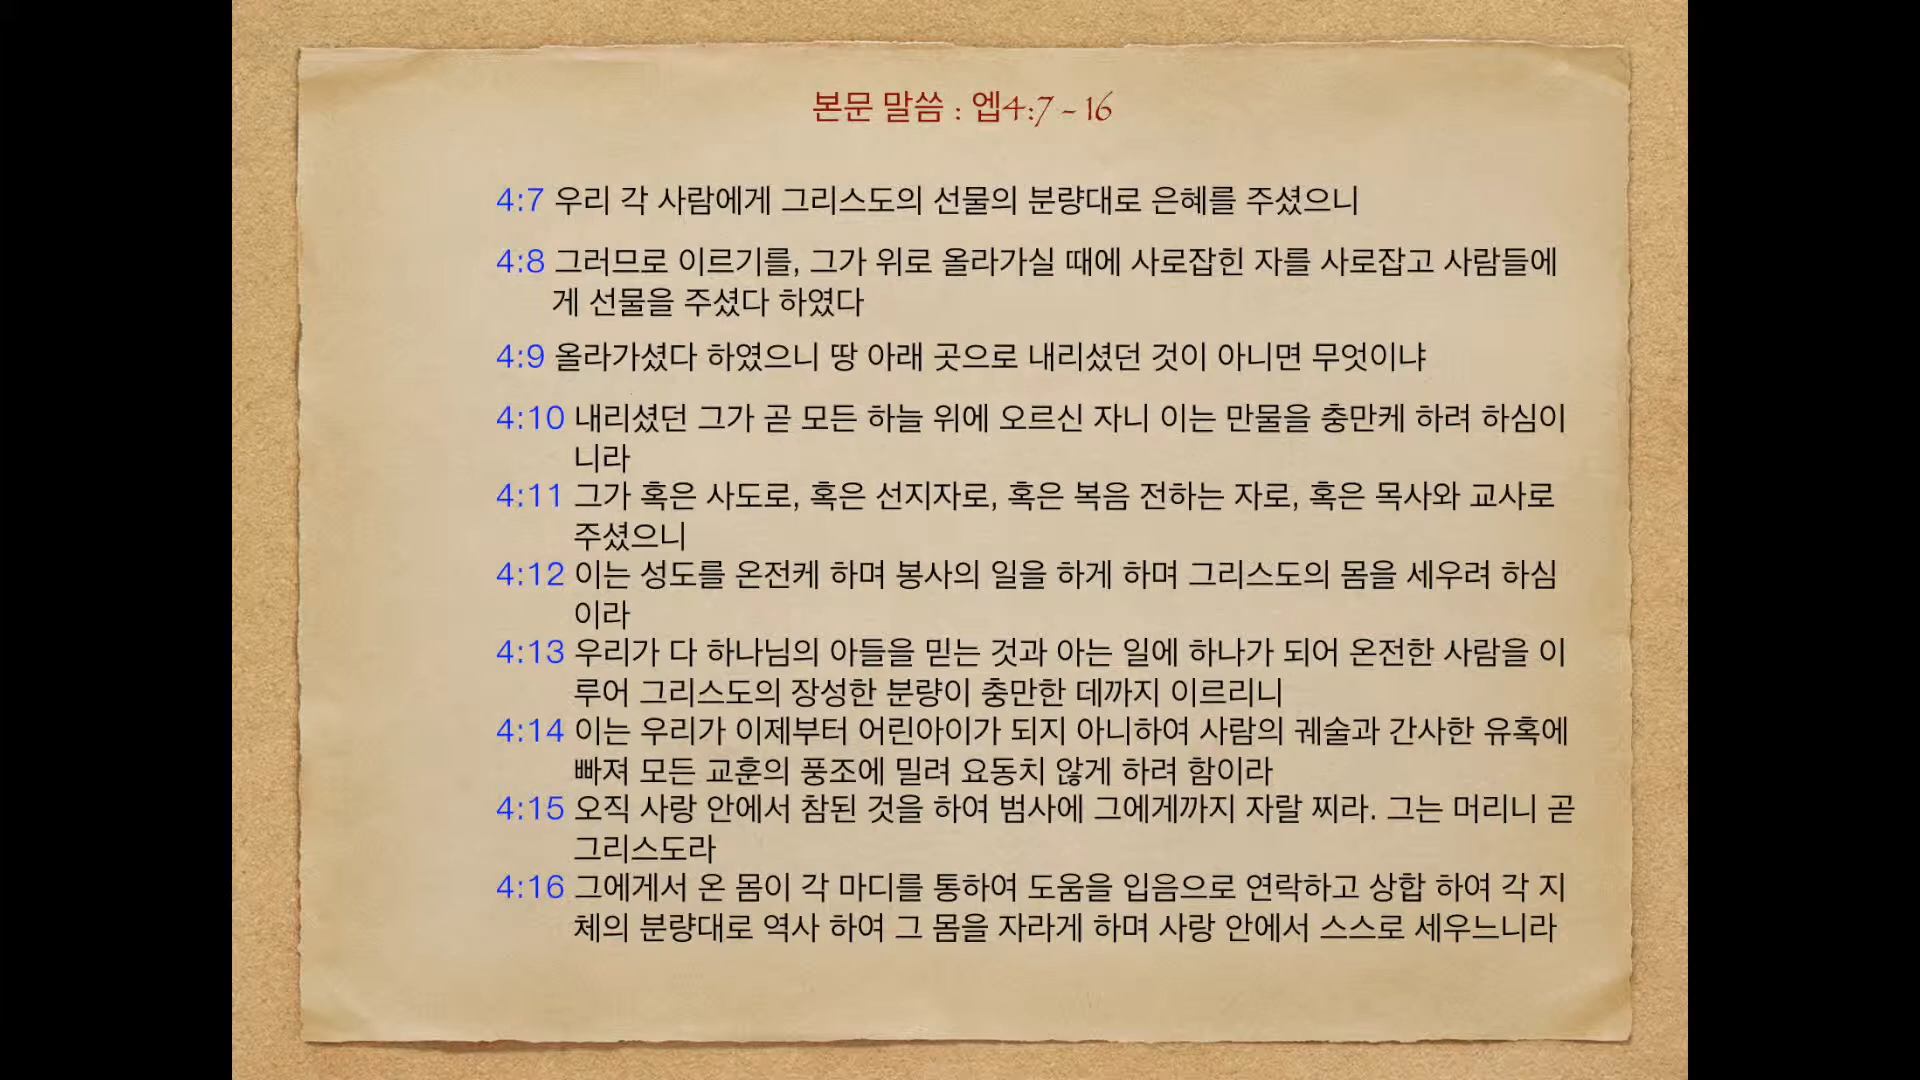 본문 말씀 : 엡4:7 - 16
4:7 우리 각 사람에게 그리스도의 선물의 분량대로 은혜를 주셨으니
4:8 그러므로 이르기를, 그가 위로 올라가실 때에 사로잡힌 자를 사로잡고 사람들에
게 선물을 주셨다 하였다
4:9 올라가셨다 하였으니 땅 아래 곳으로 내리셨던 것이 아니면 무엇이냐
4:10 내리셨던 그가 곧 모든 하늘 위에 오르신 자니 이는 만물을 충만케 하려 하심이
니라
4:11 그가 혹은 사도로, 혹은 선지자로, 혹은 복음 전하는 자로, 혹은 목사와 교사로
주셨으니
4:12 이는 성도를 온전케 하며 봉사의 일을 하게 하며 그리스도의 몸을 세우려 하심
이라
4:13 우리가 다 하나님의 아들을 믿는 것과 아는 일에 하나가 되어 온전한 사람을 이
루어 그리스도의 장성한 분량이 충만한 데까지 이르리니
4:14 이는 우리가 이제부터 어린아이가 되지 아니하여 사람의 궤술과 간사한 유혹에
빠져 모든 교훈의 풍조에 밀려 요동치 않게 하려 함이라
4:15 오직 사랑 안에서 참된 것을 하여 범사에 그에게까지 자랄 찌라. 그는 머리니 곧
그리스도라
4:16 그에게서 온 몸이 각 마디를 통하여 도움을 입음으로 연락하고 상합 하여 각 지
체의 분량대로 역사 하여 그 몸을 자라게 하며 사랑 안에서 스스로 세우느니라